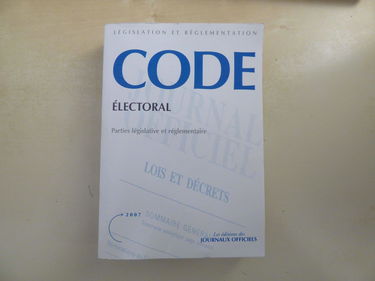 LÉGISLATION ET RÉGLEMENTATION
CODE
ÉLECTORAL
JOURNAL
OFFICIEL
Parties législative et réglementaire
LOIS ET DÉCRETS
2007
SOMMAIRE GENERAL
Les éditions des
JOURNAUX OFFICIELS